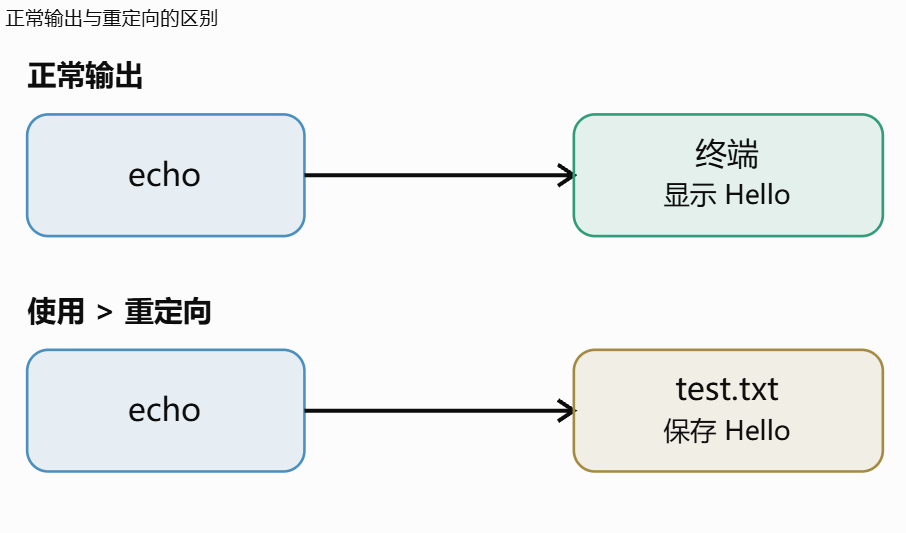 正常输出与重定向的区别
正常输出
echo
终端
显示 Hello
使用 > 重定向
echo
test.txt
保存 Hello